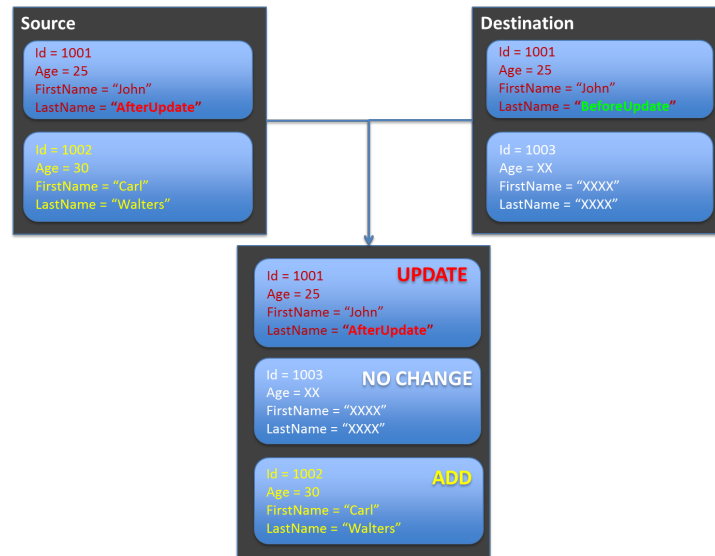 Source
Id = 1001
Age = 25
FirstName = “John”
LastName = “AfterUpdate”
Id = 1002
Age = 30
FirstName = “Carl”
LastName = “Walters”
Destination
Id = 1001
Age = 25
FirstName = “John”
LastName = “BeforeUpdate”
Id = 1003
Age = XX
FirstName = “XXXX”
LastName = “XXXX”
UPDATE
Id = 1001
Age = 25
FirstName = “John”
LastName = “AfterUpdate”
NO CHANGE
Id = 1003
Age = XX
FirstName = “XXXX”
LastName = “XXXX”
ADD
Id = 1002
Age = 30
FirstName = “Carl”
LastName = “Walters”